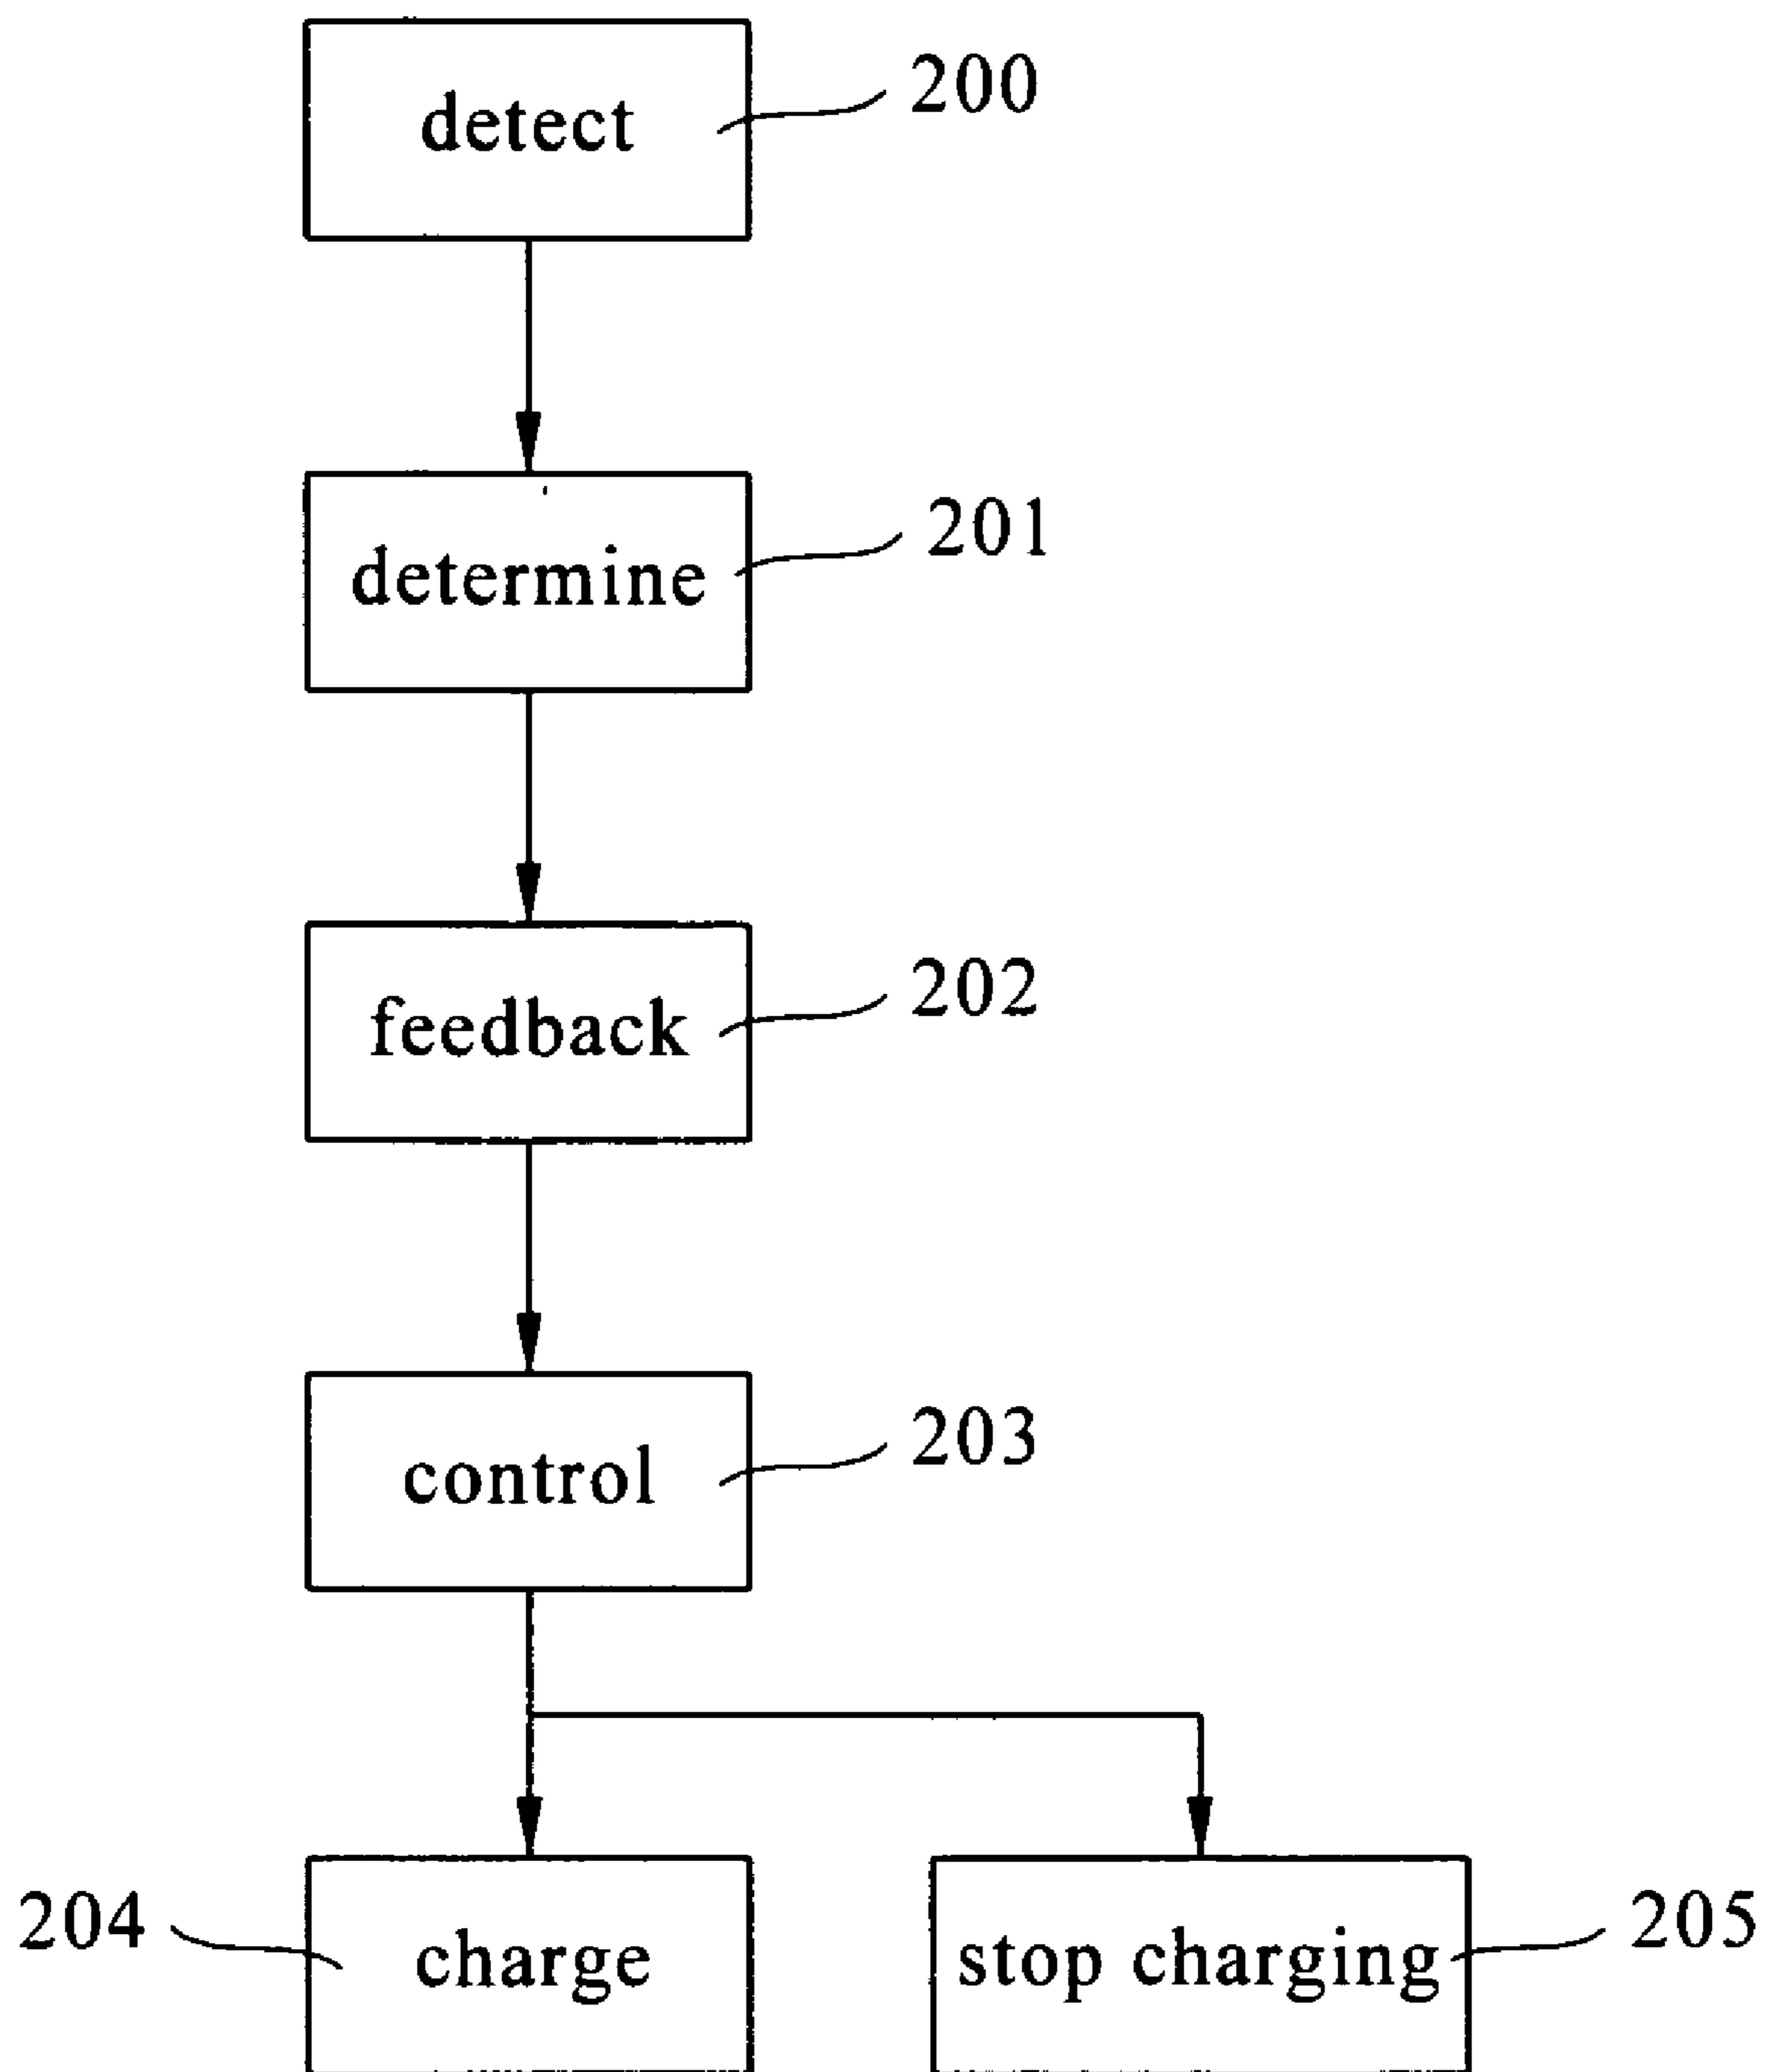 detect
200
determine
201
feedback
202
control
203
204
charge
stop charging
205